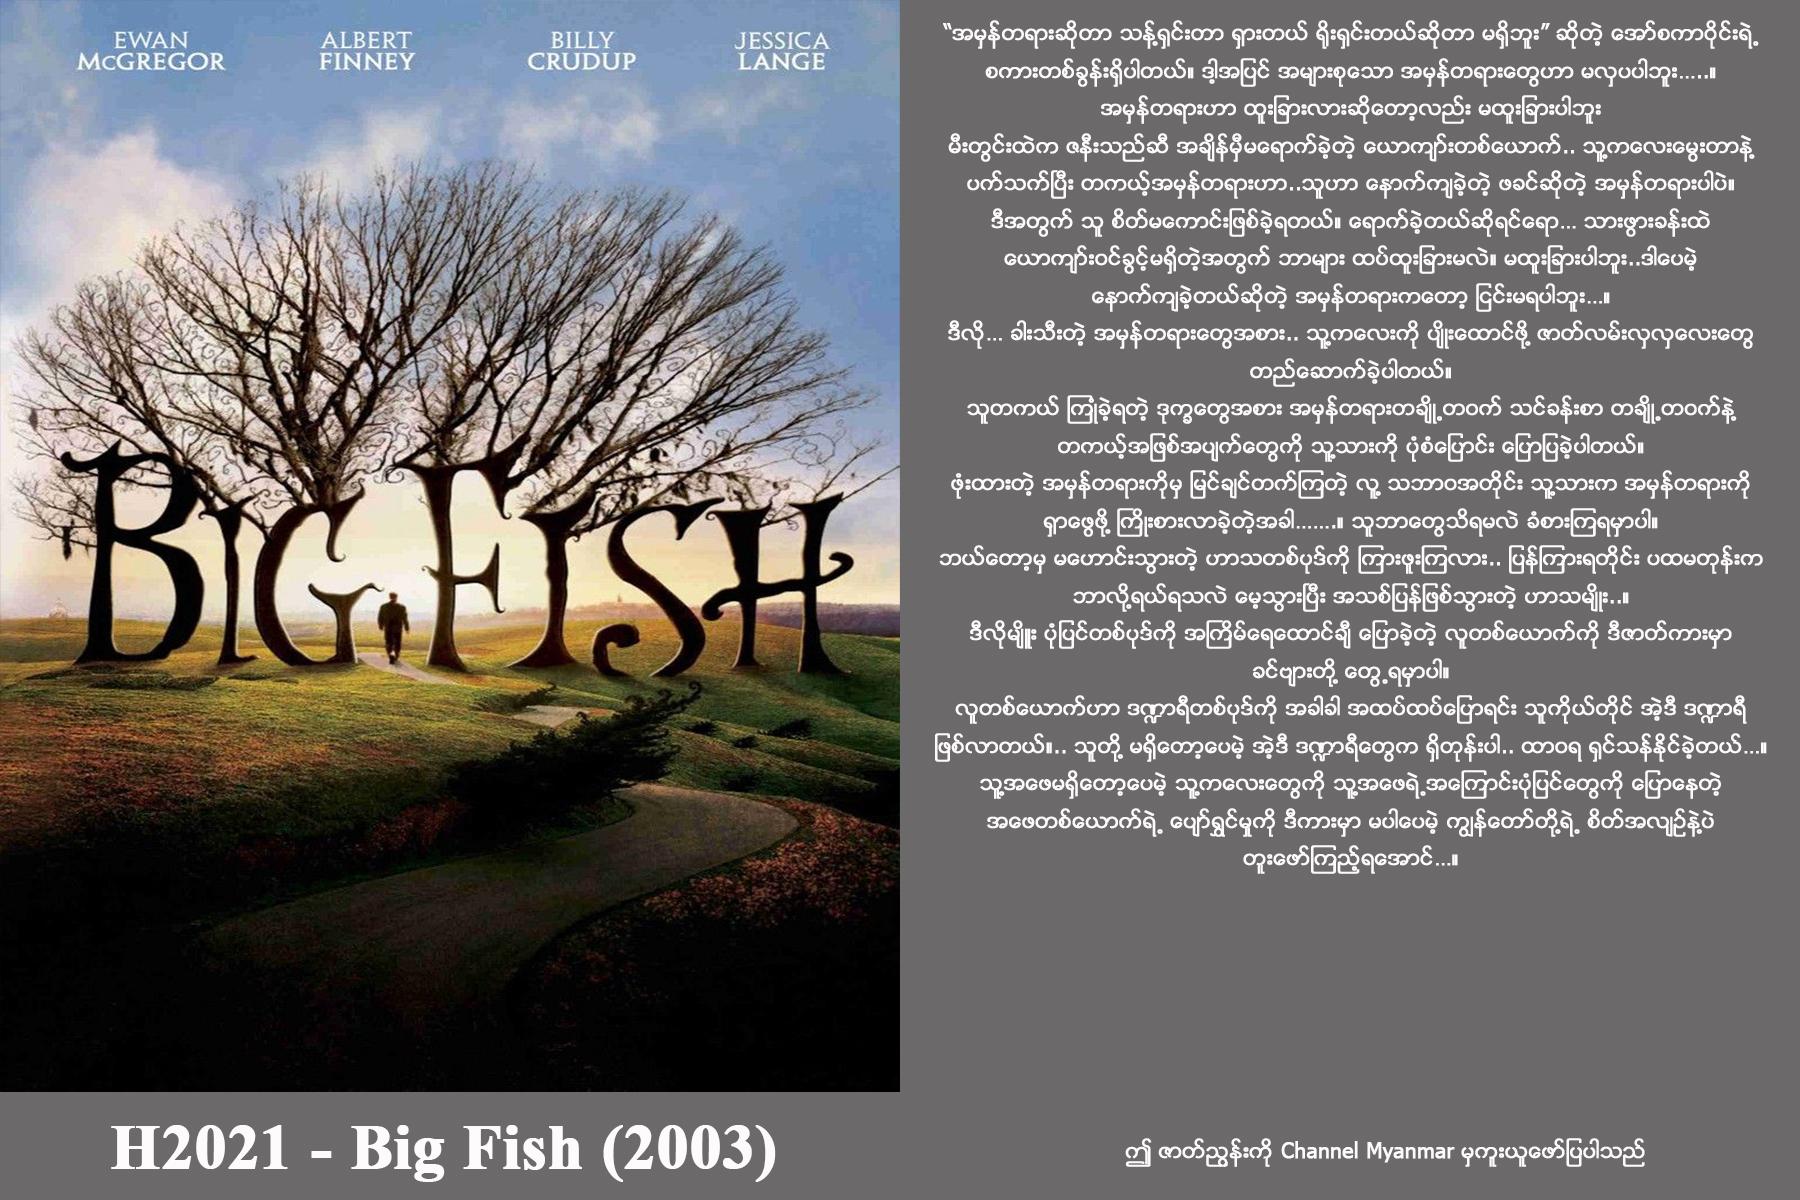 EWAN McGREGOR
ALBERT FINNEY
BILLY CRUDUP
JESSICA LANGE
BIG FISH
H2021 - Big Fish (2003)
“အမှန်တရားဆိုတာ သန့်ရှင်းတာ ရှားတယ် ရိုးရှင်းတယ်ဆိုတာ မရှိဘူး” ဆိုတဲ့ အော်စကာဝိုင်းရဲ့
စကားတစ်ခွန်းရှိပါတယ်။ ဒါ့အပြင် အများစုသော အမှန်တရားတွေဟာ မလှပပါဘူး.....။
အမှန်တရားဟာ ထူးခြားလားဆိုတော့လည်း မထူးခြားပါဘူး
မီးတွင်းထဲက ဇနီးသည်ဆီ အချိန်မှီမရောက်ခဲ့တဲ့ ယောကျာ်းတစ်ယောက်.. သူ့ကလေးမွေးတာနဲ့
ပက်သက်ပြီး တကယ့်အမှန်တရားဟာ..သူဟာ နောက်ကျခဲ့တဲ့ ဖခင်ဆိုတဲ့ အမှန်တရားပါပဲ။
ဒီအတွက် သူ စိတ်မကောင်းဖြစ်ခဲ့ရတယ်။ ရောက်ခဲ့တယ်ဆိုရင်ရော... သားဖွားခန်းထဲ
ယောကျာ်းဝင်ခွင့်မရှိတဲ့အတွက် ဘာများ ထပ်ထူးခြားမလဲ။ မထူးခြားပါဘူး..ဒါပေမဲ့
နောက်ကျခဲ့တယ်ဆိုတဲ့ အမှန်တရားကတော့ ငြင်းမရပါဘူး...။
ဒီလို... ခါးသီးတဲ့ အမှန်တရားတွေအစား.. သူ့ကလေးကို ပျိုးထောင်ဖို့ ဇာတ်လမ်းလှလှလေးတွေ
တည်ဆောက်ခဲ့ပါတယ်။
သူတကယ် ကြုံခဲ့ရတဲ့ ဒုက္ခတွေအစား အမှန်တရားတချို့တဝက် သင်ခန်းစာ တချို့တဝက်နဲ့
တကယ့်အဖြစ်အပျက်တွေကို သူ့သားကို ပုံစံပြောင်း ပြောပြခဲ့ပါတယ်။
ဖုံးထားတဲ့ အမှန်တရားကိုမှ မြင်ချင်တက်ကြတဲ့ လူ့ သဘာဝအတိုင်း သူ့သားက အမှန်တရားကို
ရှာဖွေဖို့ ကြိုးစားလာခဲ့တဲ့အခါ.......။ သူဘာတွေသိရမလဲ ခံစားကြရမှာပါ။
ဘယ်တော့မှ မဟောင်းသွားတဲ့ ဟာသတစ်ပုဒ်ကို ကြားဖူးကြလား.. ပြန်ကြားရတိုင်း ပထမတုန်းက
ဘာလို့ရယ်ရသလဲ မေ့သွားပြီး အသစ်ပြန်ဖြစ်သွားတဲ့ ဟာသမျိုး..။
ဒီလိုမျိူး ပုံပြင်တစ်ပုဒ်ကို အကြိမ်ရေထောင်ချီ ပြောခဲ့တဲ့ လူတစ်ယောက်ကို ဒီဇာတ်ကားမှာ
ခင်ဗျားတို့ တွေ့ရမှာပါ။
လူတစ်ယောက်ဟာ ဒဏ္ဍာရီတစ်ပုဒ်ကို အခါခါ အထပ်ထပ်ပြောရင်း သူကိုယ်တိုင် အဲ့ဒီ ဒဏ္ဍာရီ
ဖြစ်လာတယ်။.. သူတို့ မရှိတော့ပေမဲ့ အဲ့ဒီ ဒဏ္ဍာရီတွေက ရှိတုန်းပါ.. ထာဝရ ရှင်သန်နိုင်ခဲ့တယ်...။
သူ့အဖေမရှိတော့ပေမဲ့ သူ့ကလေးတွေကို သူ့အဖေရဲ့အကြောင်းပုံပြင်တွေကို ပြောနေတဲ့
အဖေတစ်ယောက်ရဲ့ ပျော်ရွှင်မှုကို ဒီကားမှာ မပါပေမဲ့ ကျွန်တော်တို့ရဲ့ စိတ်အလျဉ်နဲ့ပဲ
တူးဖော်ကြည့်ရအောင်...။
ဤ ဇာတ်ညွှန်းကို Channel Myanmar မှကူးယူဖော်ပြပါသည်